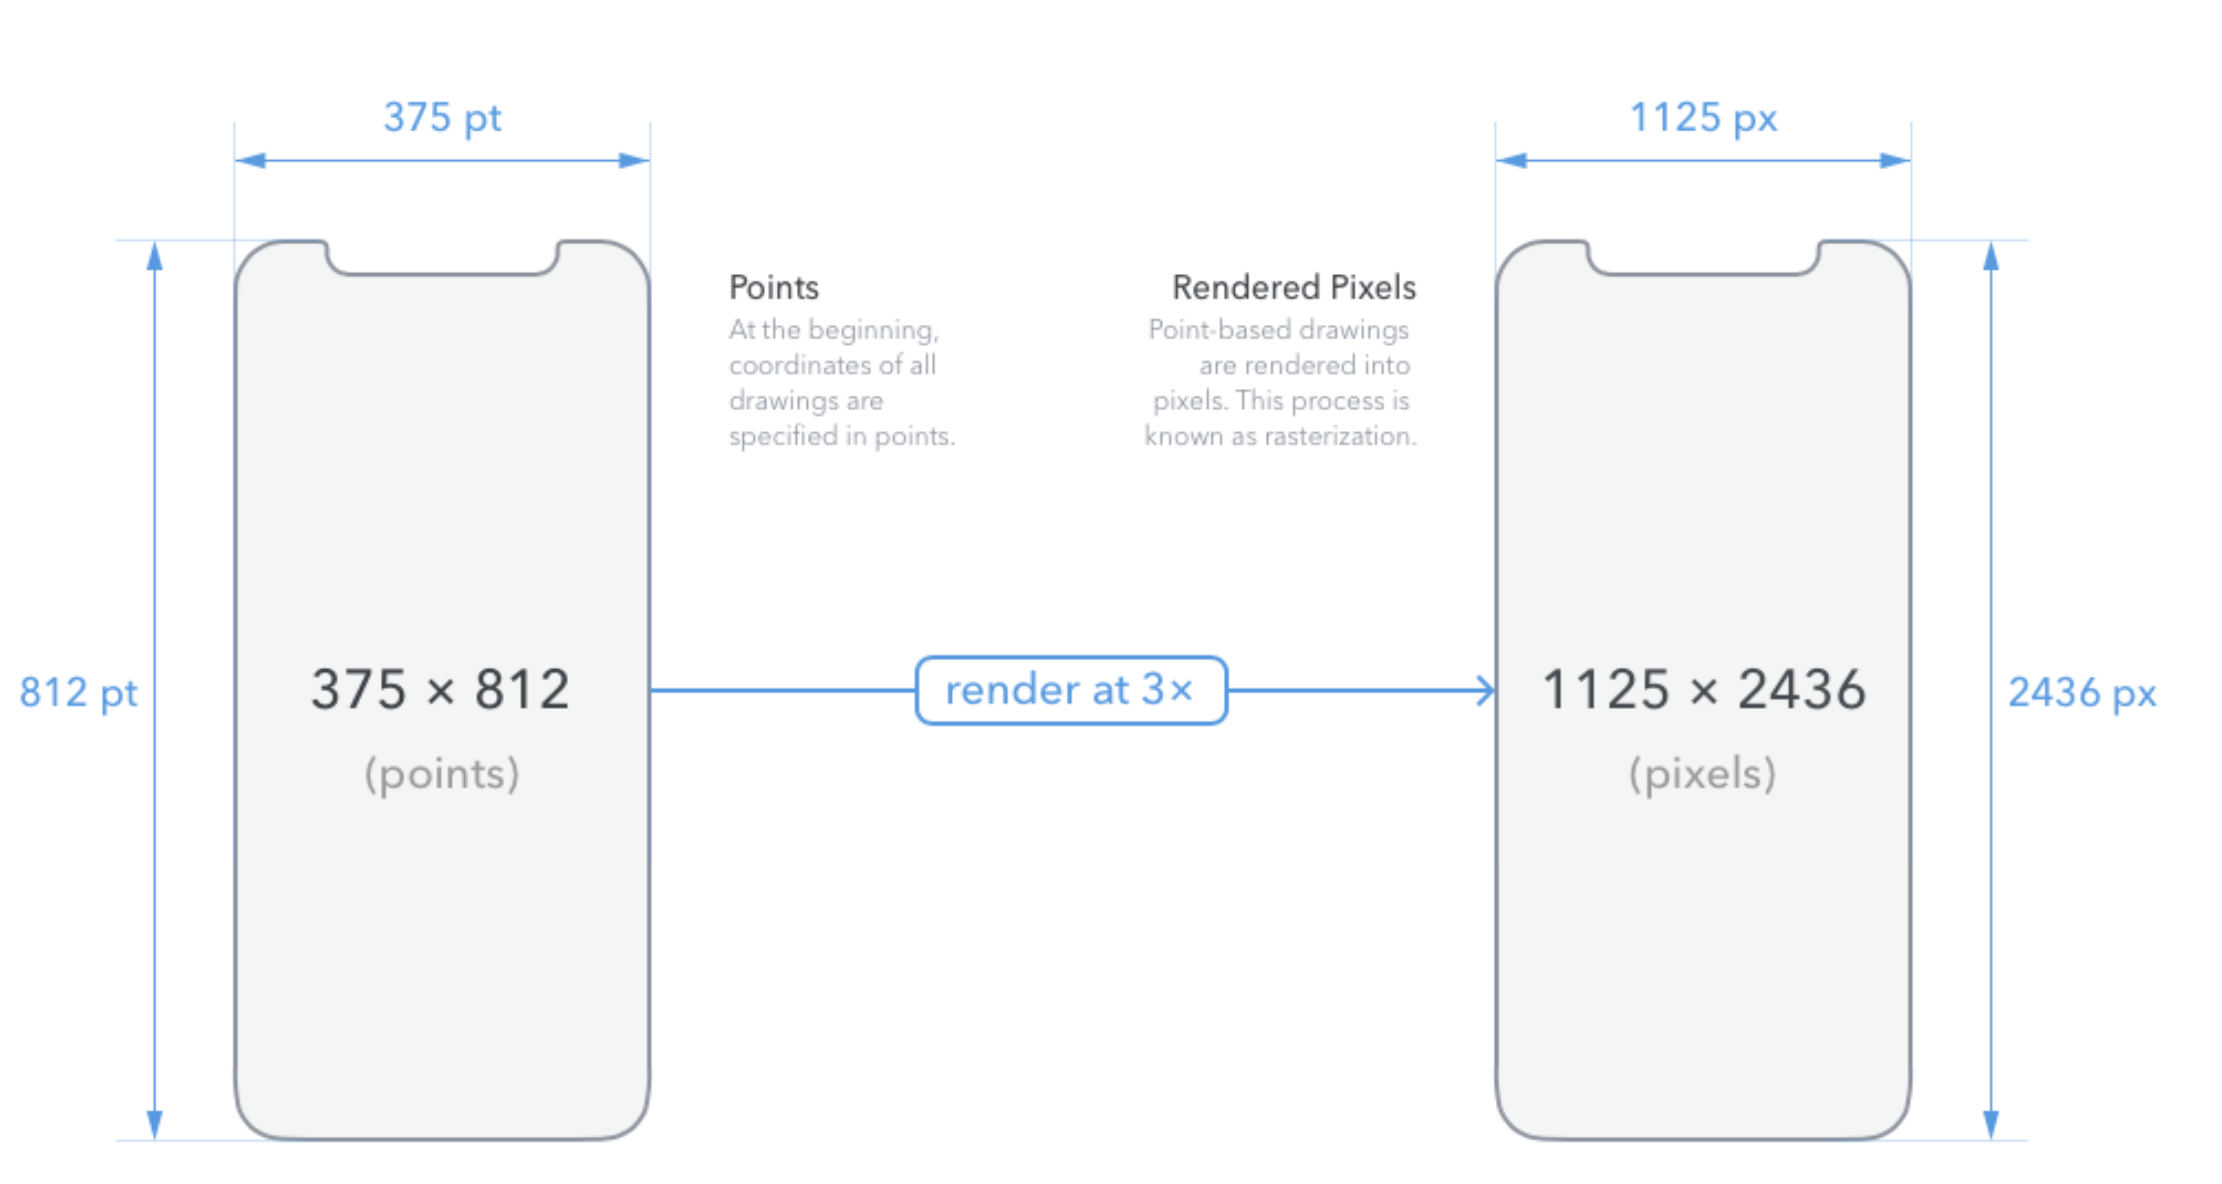 375 pt
1125 px
Points
At the beginning,
coordinates of all
drawings are
specified in points.
Rendered Pixels
Point-based drawings
are rendered into
pixels. This process is
known as rasterization.
812 pt
375 × 812
(points)
render at 3×
1125 × 2436
(pixels)
2436 px